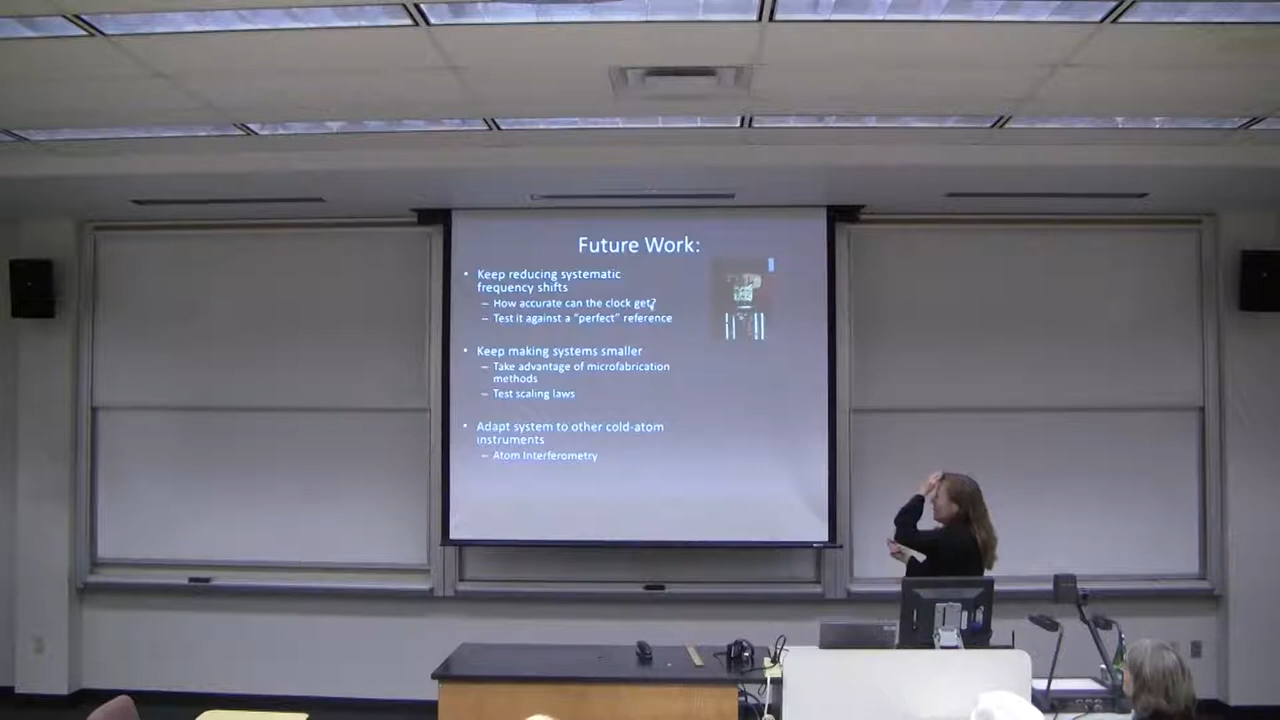 Future Work:
• Keep reducing systematic
frequency shifts
– How accurate can the clock get?
– Test it against a "perfect" reference
• Keep making systems smaller
– Take advantage of microfabrication
methods
– Test scaling laws
• Adapt system to other cold-atom
instruments
– Atom Interferometry